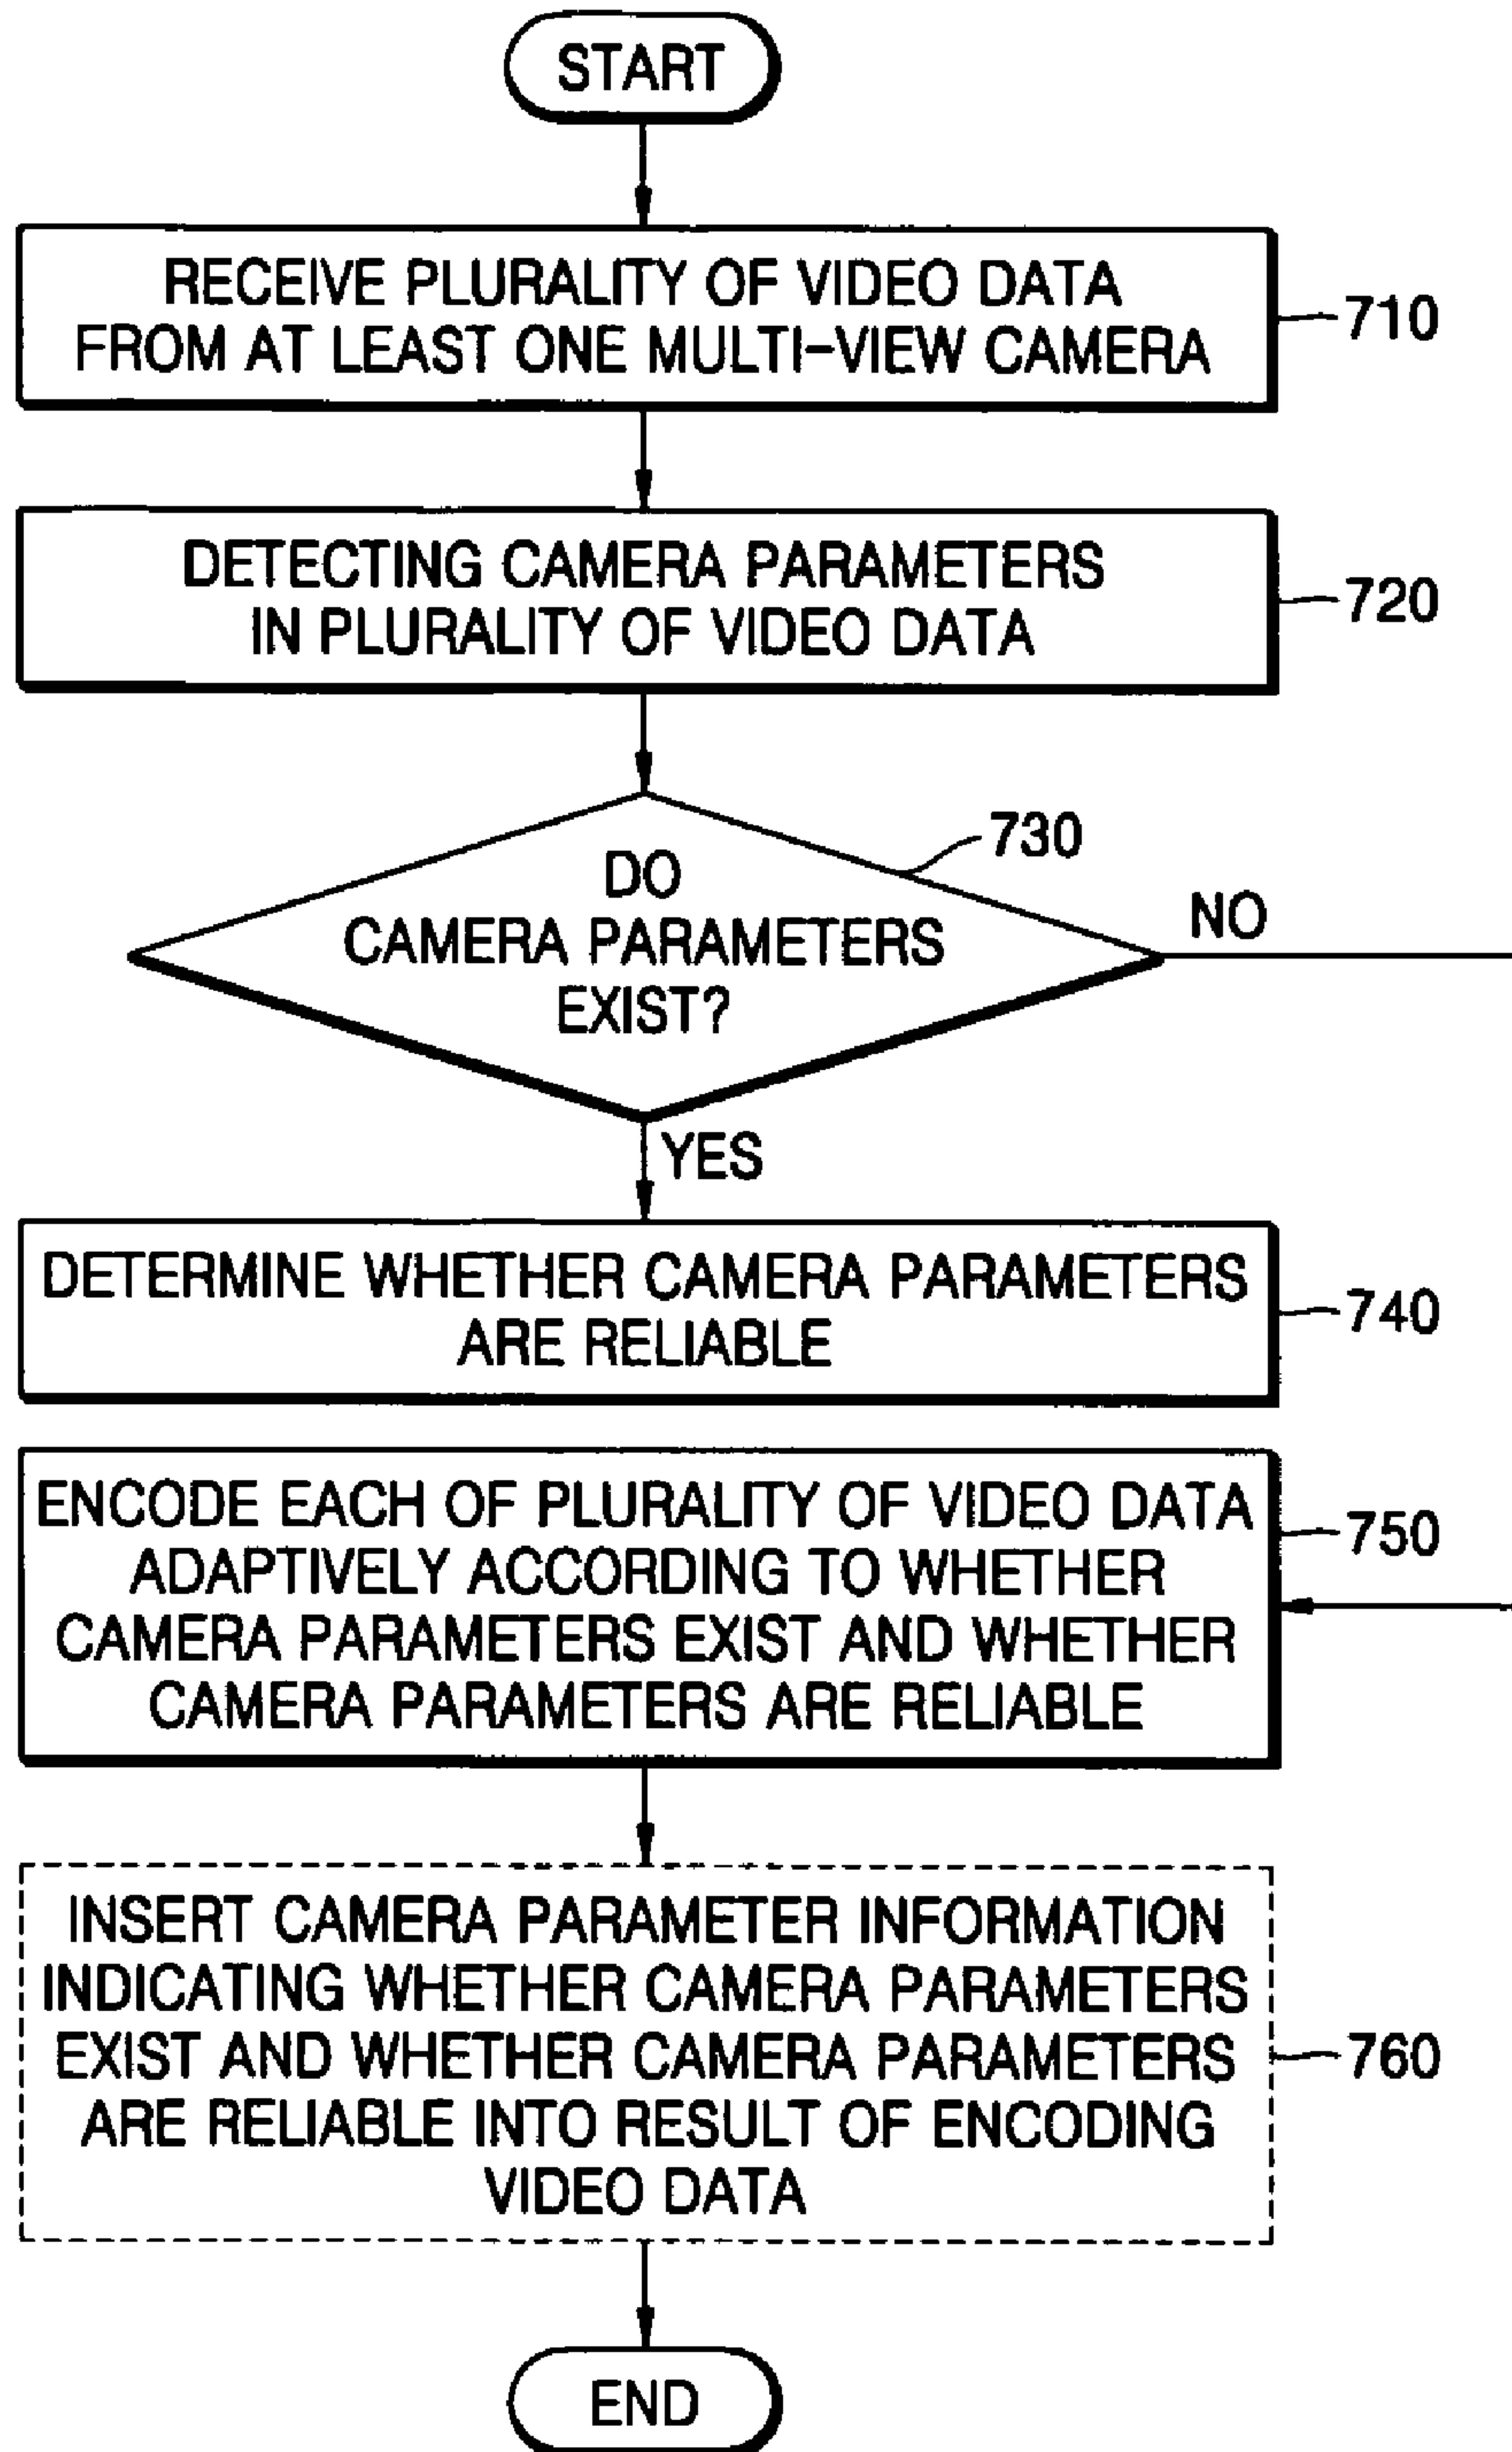 START
RECEIVE PLURALITY OF VIDEO DATA
FROM AT LEAST ONE MULTI-VIEW CAMERA
710
DETECTING CAMERA PARAMETERS
IN PLURALITY OF VIDEO DATA
720
730
DO
CAMERA PARAMETERS
EXIST?
NO
YES
DETERMINE WHETHER CAMERA PARAMETERS
ARE RELIABLE
740
ENCODE EACH OF PLURALITY OF VIDEO DATA
ADAPTIVELY ACCORDING TO WHETHER
CAMERA PARAMETERS EXIST AND WHETHER
CAMERA PARAMETERS ARE RELIABLE
750
INSERT CAMERA PARAMETER INFORMATION
INDICATING WHETHER CAMERA PARAMETERS
EXIST AND WHETHER CAMERA PARAMETERS
ARE RELIABLE INTO RESULT OF ENCODING
VIDEO DATA
760
END